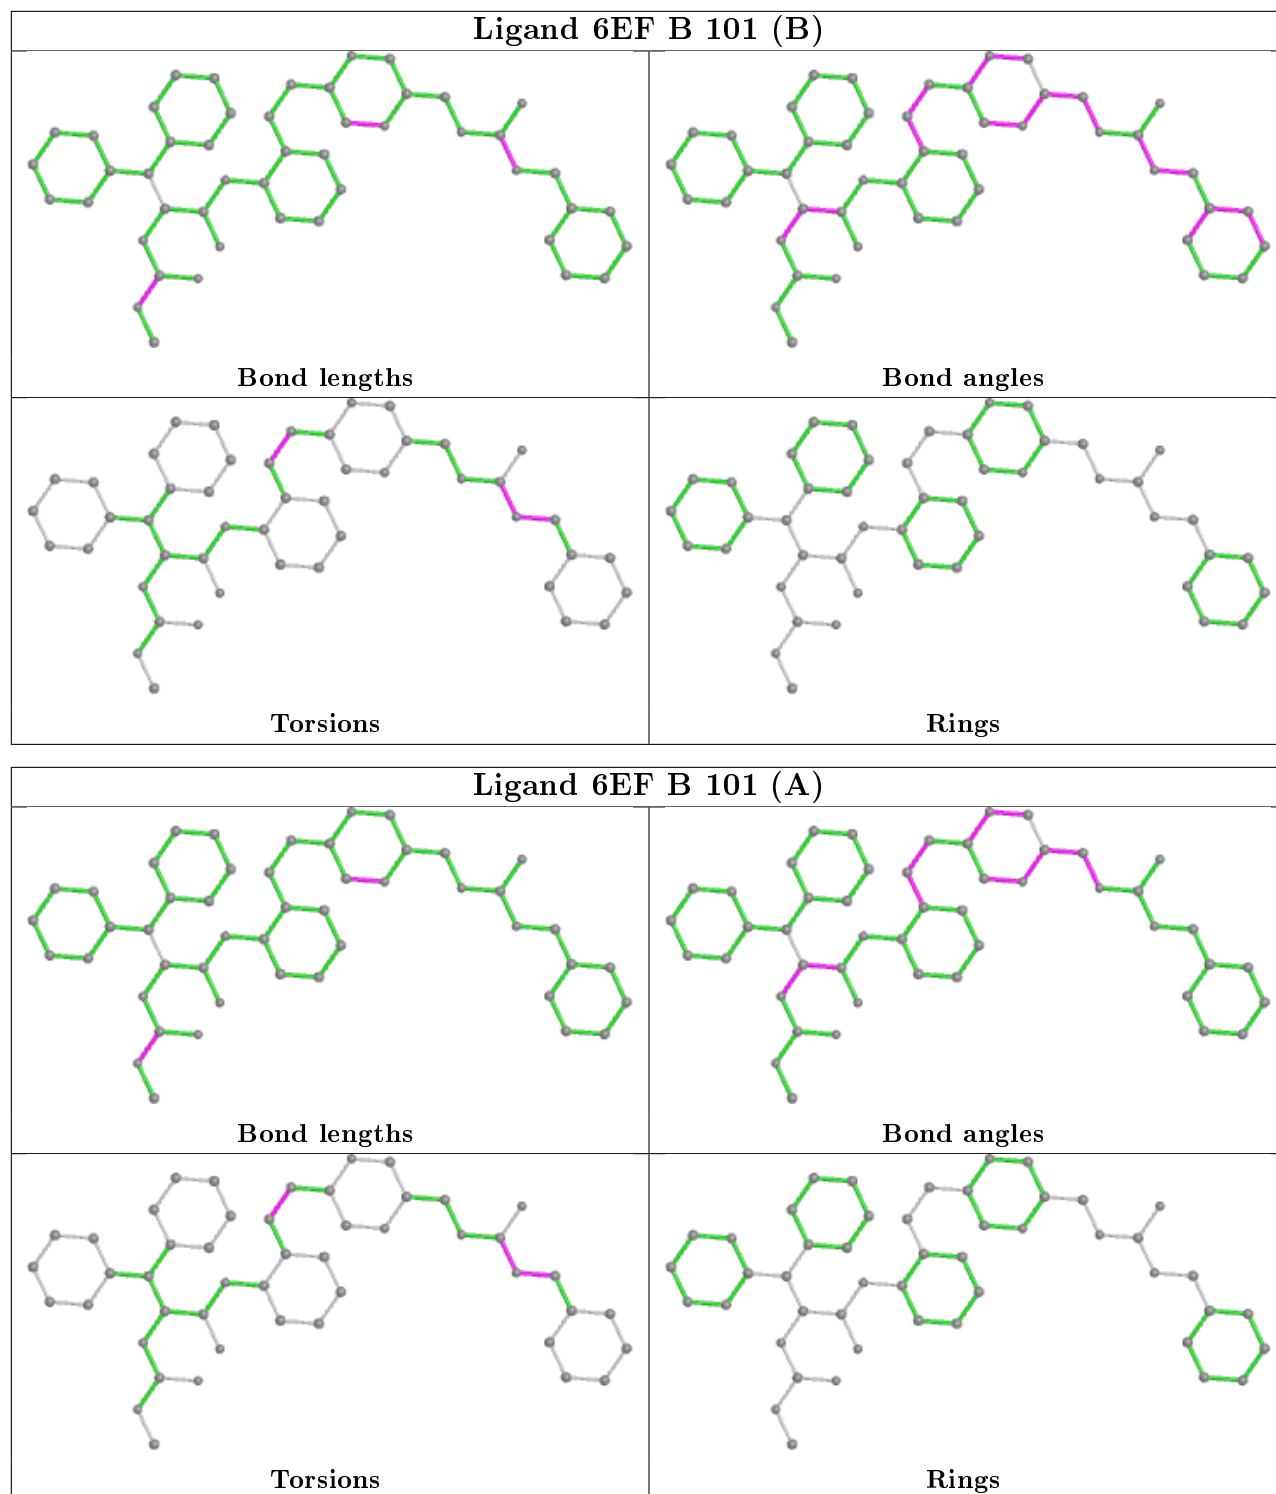 Ligand 6EF B 101 (B)
Bond lengths
Bond angles
Torsions
Rings
Ligand 6EF B 101 (A)
Bond lengths
Bond angles
Torsions
Rings